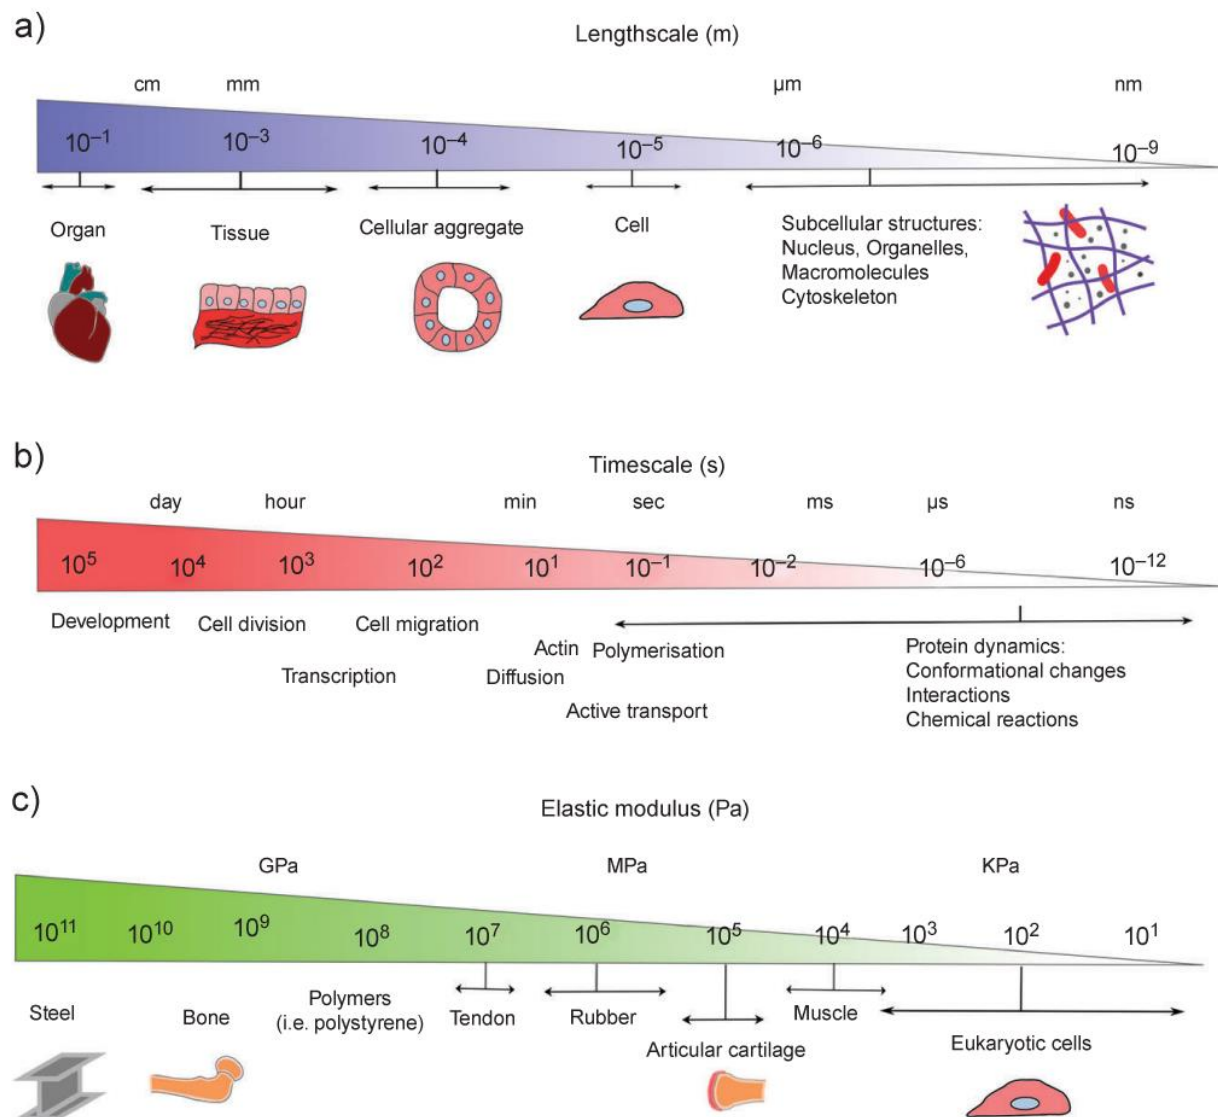 a)
Lengthscale (m)
cm mm µm nm
10⁻¹ 10⁻³ 10⁻⁴ 10⁻⁵ 10⁻⁶ 10⁻⁹
Organ
Tissue
Cellular aggregate
Cell
Subcellular structures:
Nucleus, Organelles,
Macromolecules
Cytoskeleton
b)
Timescale (s)
day hour min sec ms µs ns
10⁵ 10⁴ 10³ 10² 10¹ 10⁻¹ 10⁻² 10⁻⁶ 10⁻¹²
Development
Cell division
Cell migration
Transcription
Actin Polymerisation
Diffusion
Active transport
Protein dynamics:
Conformational changes
Interactions
Chemical reactions
c)
Elastic modulus (Pa)
GPa MPa KPa
10¹¹ 10¹⁰ 10⁹ 10⁸ 10⁷ 10⁶ 10⁵ 10⁴ 10³ 10² 10¹
Steel
Bone
Polymers
(i.e. polystyrene)
Tendon
Rubber
Articular cartilage
Muscle
Eukaryotic cells